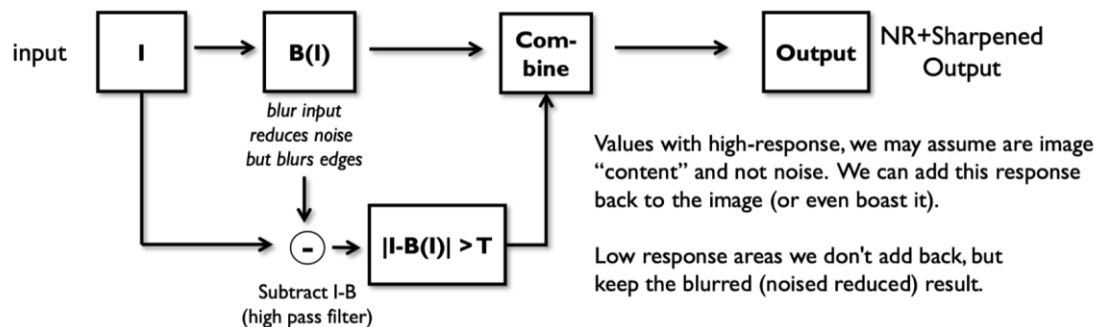 input
I
B(I)
Com-
bine
Output
NR+Sharpened
Output
blur input
reduces noise
but blurs edges
-
|I-B(I)| > T
Subtract I-B
(high pass filter)
Values with high-response, we may assume are image
“content” and not noise. We can add this response
back to the image (or even boast it).
Low response areas we don't add back, but
keep the blurred (noised reduced) result.